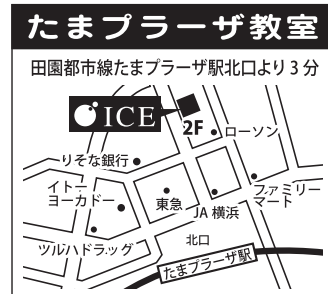 たまプラーザ教室
田園都市線たまプラーザ駅北口より3分
ICE
2F
ローソン
りそな銀行
イトー
ヨーカドー
東急
JA 横浜
ファミリー
マート
ツルハドラッグ
北口
たまプラーザ駅